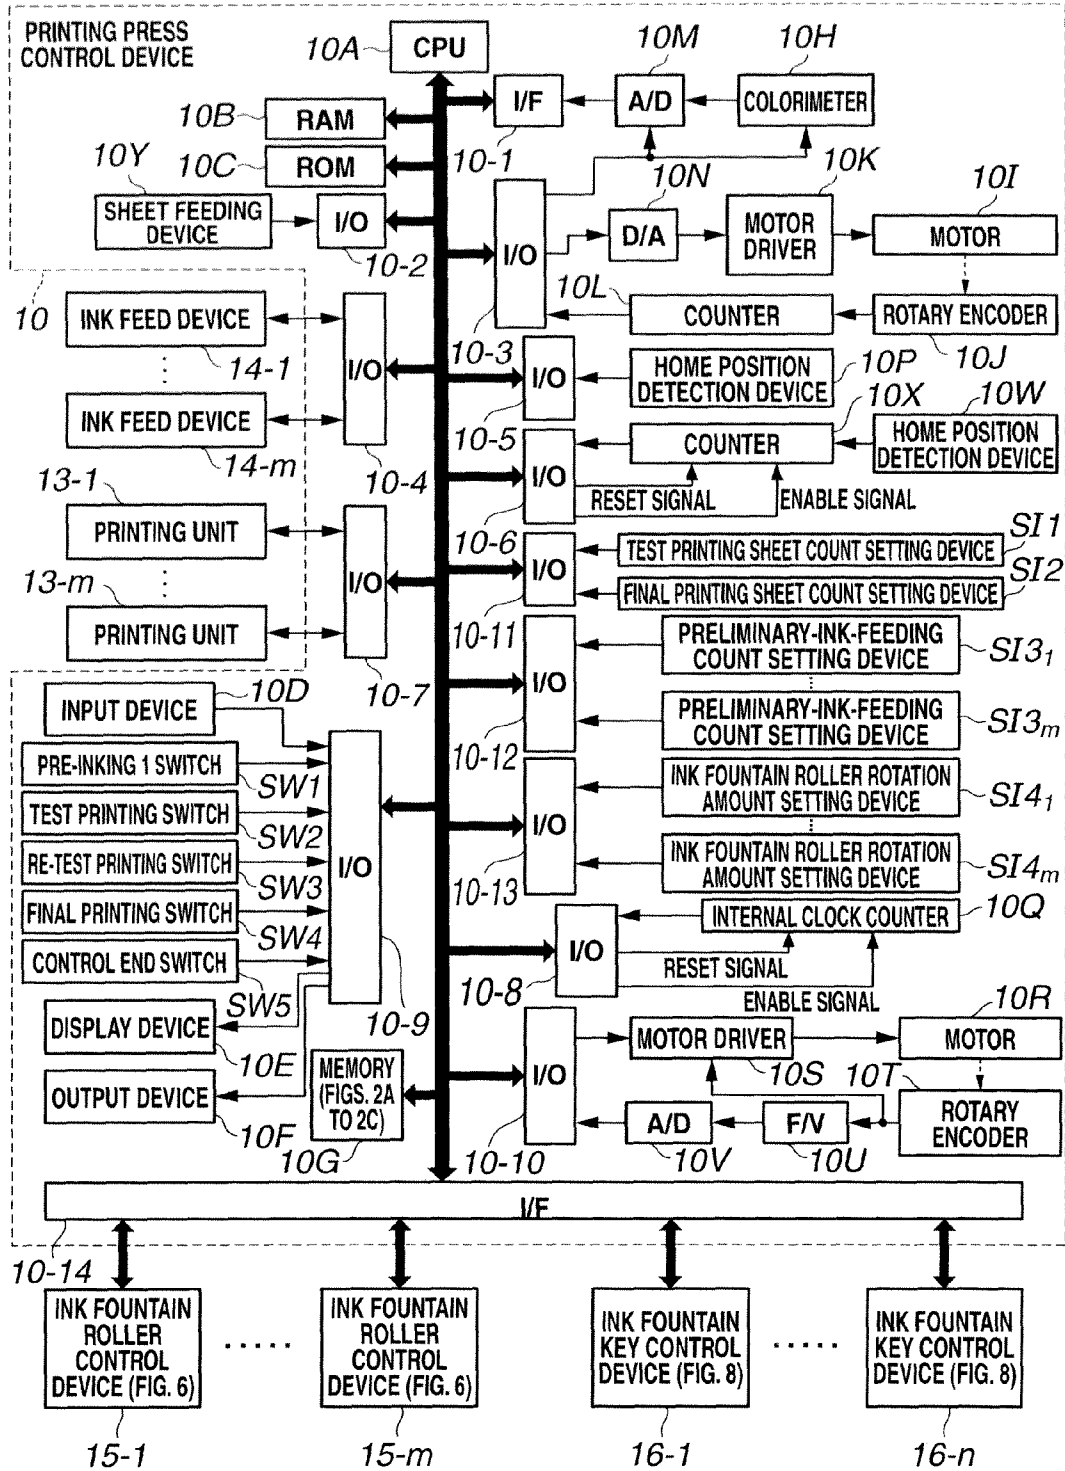 PRINTING PRESS
CONTROL DEVICE
10A
CPU
10M
10H
10B
RAM
I/F
A/D
COLORIMETER
10-1
10Y
10C
ROM
10N
10K
10I
SHEET FEEDING
DEVICE
I/O
10-2
I/O
D/A
MOTOR
DRIVER
MOTOR
10
10L
INK FEED DEVICE
14-1
COUNTER
ROTARY ENCODER
10-3
10J
I/O
I/O
HOME POSITION
DETECTION DEVICE
10P
10X
10W
INK FEED DEVICE
14-m
10-4
10-5
I/O
COUNTER
HOME POSITION
DETECTION DEVICE
RESET SIGNAL
ENABLE SIGNAL
13-1
PRINTING UNIT
10-6
I/O
TEST PRINTING SHEET COUNT SETTING DEVICE
SI1
FINAL PRINTING SHEET COUNT SETTING DEVICE
SI2
13-m
I/O
PRINTING UNIT
10-7
10-11
I/O
PRELIMINARY-INK-FEEDING
COUNT SETTING DEVICE
SI31
PRELIMINARY-INK-FEEDING
COUNT SETTING DEVICE
SI3m
10-12
10D
INPUT DEVICE
PRE-INKING 1 SWITCH
SW1
TEST PRINTING SWITCH
SW2
RE-TEST PRINTING SWITCH
SW3
FINAL PRINTING SWITCH
SW4
CONTROL END SWITCH
SW5
I/O
10-9
I/O
INK FOUNTAIN ROLLER ROTATION
AMOUNT SETTING DEVICE
SI41
INK FOUNTAIN ROLLER ROTATION
AMOUNT SETTING DEVICE
SI4m
10-13
I/O
INTERNAL CLOCK COUNTER
10Q
10-8
RESET SIGNAL
ENABLE SIGNAL
DISPLAY DEVICE
10E
OUTPUT DEVICE
10F
MEMORY
(FIGS. 2A
TO 2C)
10G
I/O
10-10
MOTOR DRIVER
10S
MOTOR
10R
10T
A/D
10V
F/V
10U
ROTARY
ENCODER
I/F
10-14
INK FOUNTAIN
ROLLER
CONTROL
DEVICE (FIG. 6)
15-1
INK FOUNTAIN
ROLLER
CONTROL
DEVICE (FIG. 6)
15-m
INK FOUNTAIN
KEY CONTROL
DEVICE (FIG. 8)
16-1
INK FOUNTAIN
KEY CONTROL
DEVICE (FIG. 8)
16-n